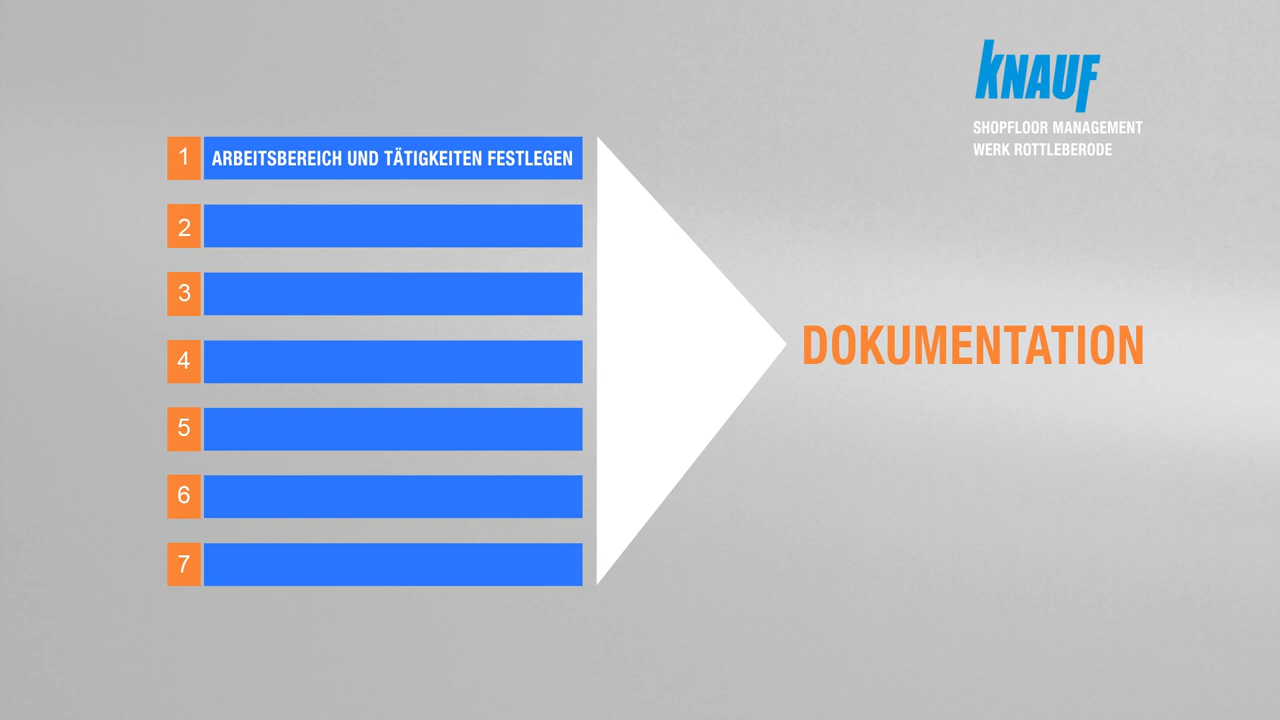 KNAUF
SHOPFLOOR MANAGEMENT
WERK ROTTLEBERODE
1 ARBEITSBEREICH UND TÄTIGKEITEN FESTLEGEN
2
3
4
5
6
7
DOKUMENTATION